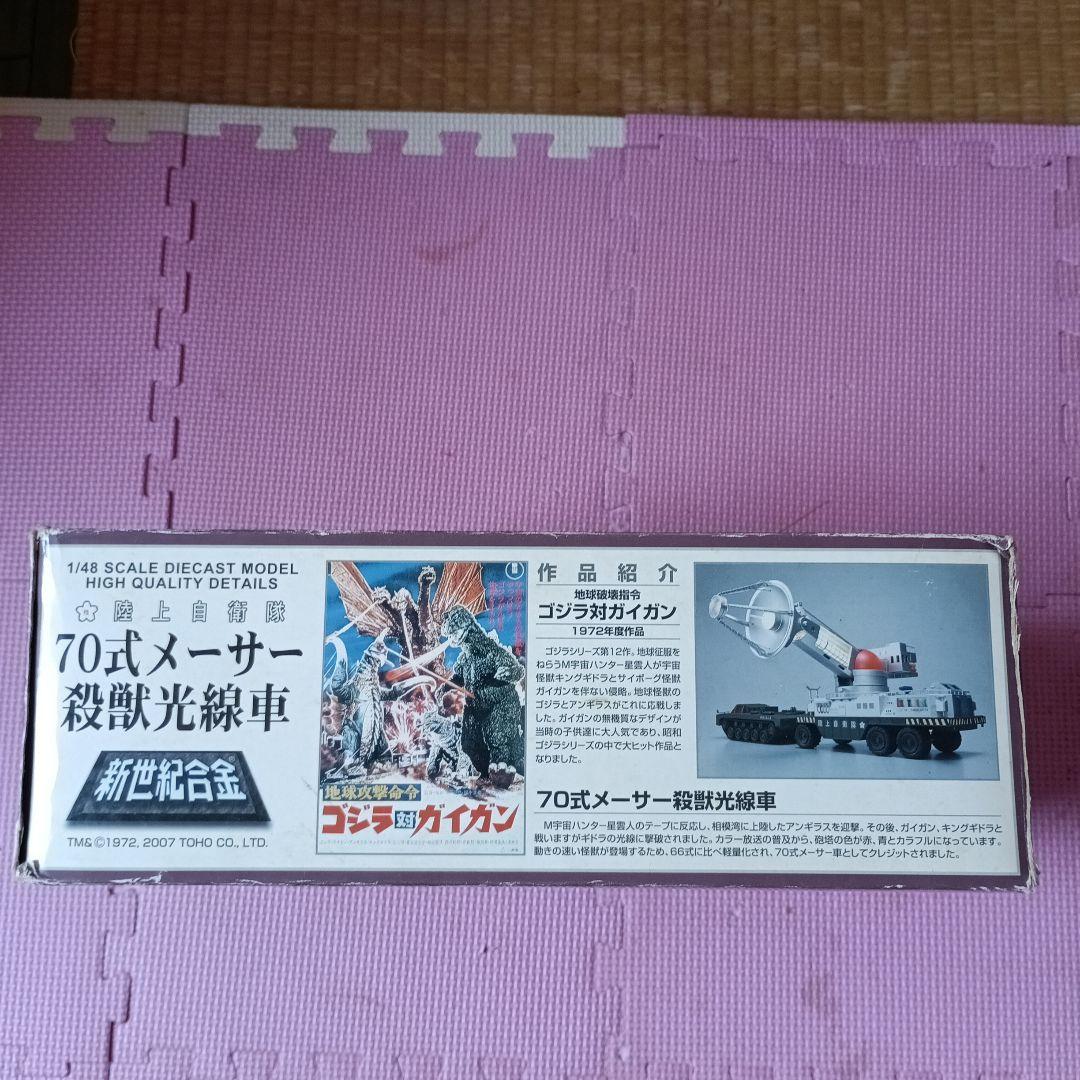 1/48 SCALE DIECAST MODEL
HIGH QUALITY DETAILS
陸上自衛隊
70式メーサー
殺獣光線車
新世紀合金
TM&©1972, 2007 TOHO CO., LTD.
地球攻撃命令
ゴジラ対ガイガン
作品紹介
地球破壊指令
ゴジラ対ガイガン
1972年度作品
ゴジラシリーズ第12作。地球征服を
ねらうM宇宙ハンター星雲人が宇宙
怪獣キングギドラとサイボーグ怪獣
ガイガンを伴ない侵略。地球怪獣の
ゴジラとアンギラスがこれに応戦しま
した。ガイガンの無機質なデザインが
当時の子供達に大人気であり、昭和
ゴジラシリーズの中で大ヒット作品と
なりました。
陸上自衛隊
70式メーサー殺獣光線車
M宇宙ハンター星雲人のテープに反応し、相模湾に上陸したアンギラスを迎撃。その後、ガイガン、キングギドラと
戦いますがギドラの光線に撃破されました。カラー放送の普及から、砲塔の色が赤、青とカラフルになっています。
動きの速い怪獣が登場するため、66式に比べ軽量化され、70式メーサー車としてクレジットされました。